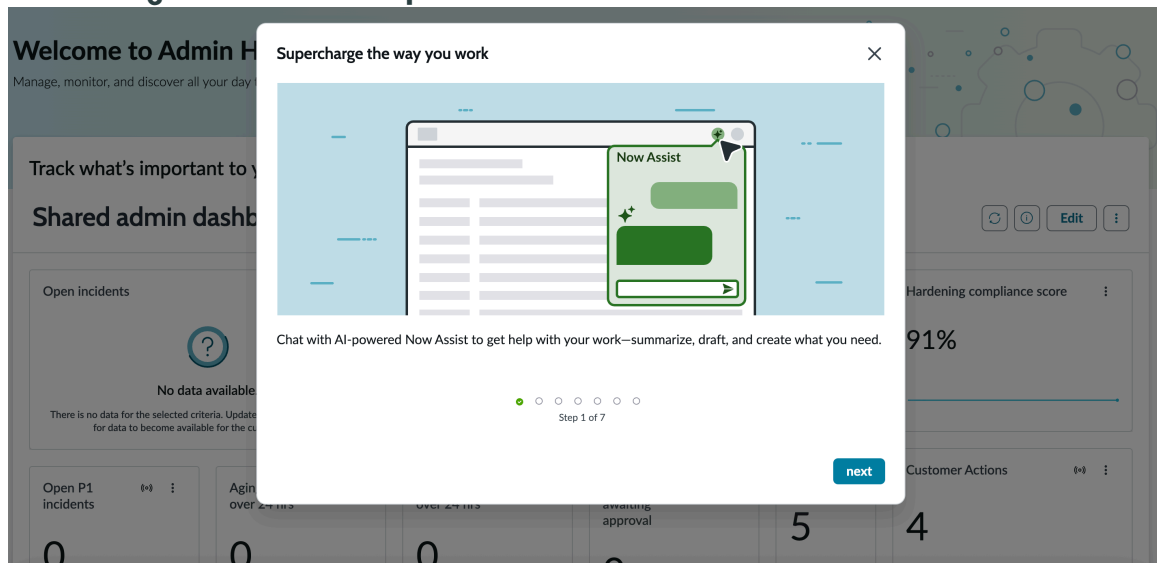 Welcome to Admin H
Manage, monitor, and discover all your day
Supercharge the way you work
Now Assist
Chat with AI-powered Now Assist to get help with your work—summarize, draft, and create what you need.
Step 1 of 7
next
Track what's important to y
Shared admin dashb
Edit
Open incidents
No data available.
There is no data for the selected criteria. Update
for data to become available for the cu
Hardening compliance score
91%
Open P1
incidents
0
Agin
over 24 hrs
0
over 24 hrs
0
awaiting
approval
5
Customer Actions
4